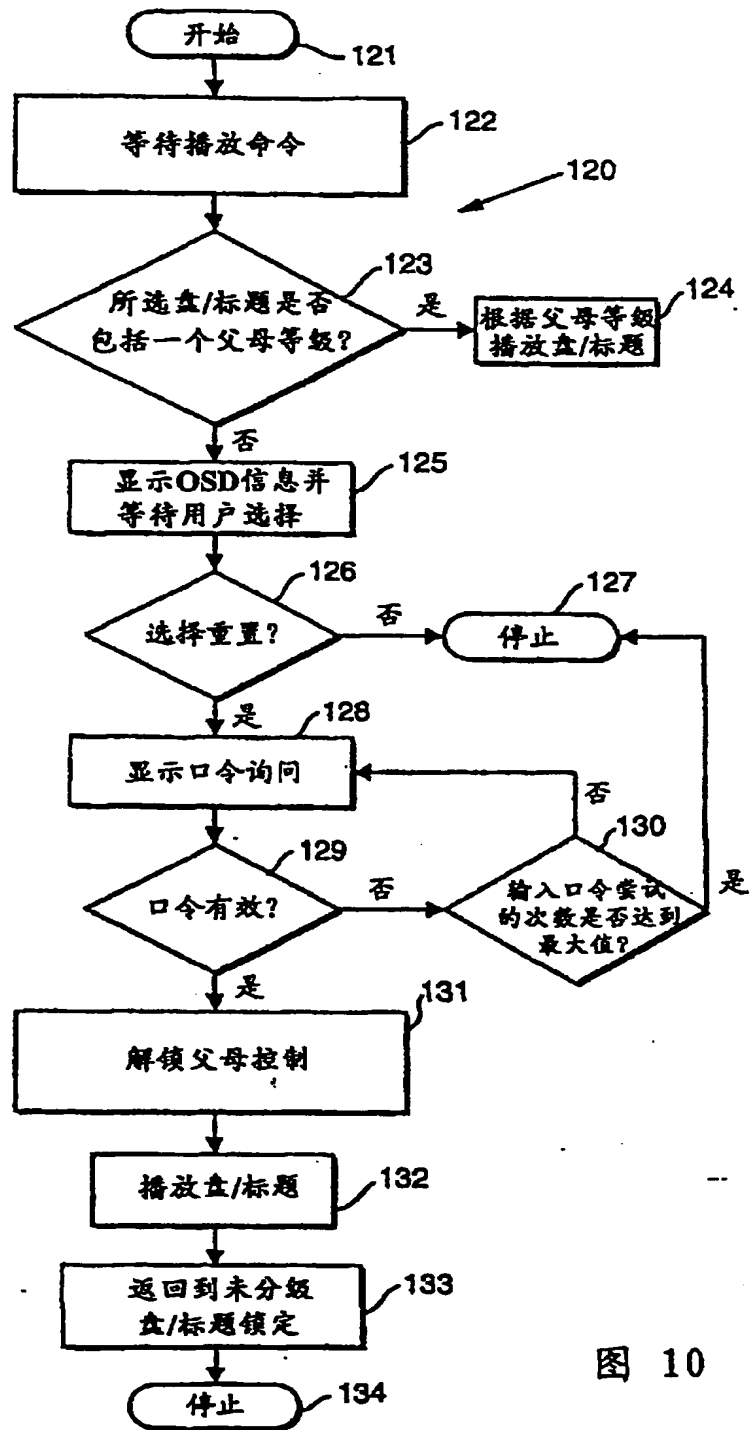 开始
121
等待播放命令
122
120
所选盘/标题是否
包括一个父母等级?
123
是
根据父母等级
播放盘/标题
124
否
显示OSD信息并
等待用户选择
125
选择重置?
126
否
停止
127
是
显示口令询问
128
否
口令有效?
129
否
输入口令尝试
的次数是否达到
最大值?
130
是
是
解锁父母控制
131
播放盘/标题
132
返回到未分级
盘/标题锁定
133
停止
134
图 10